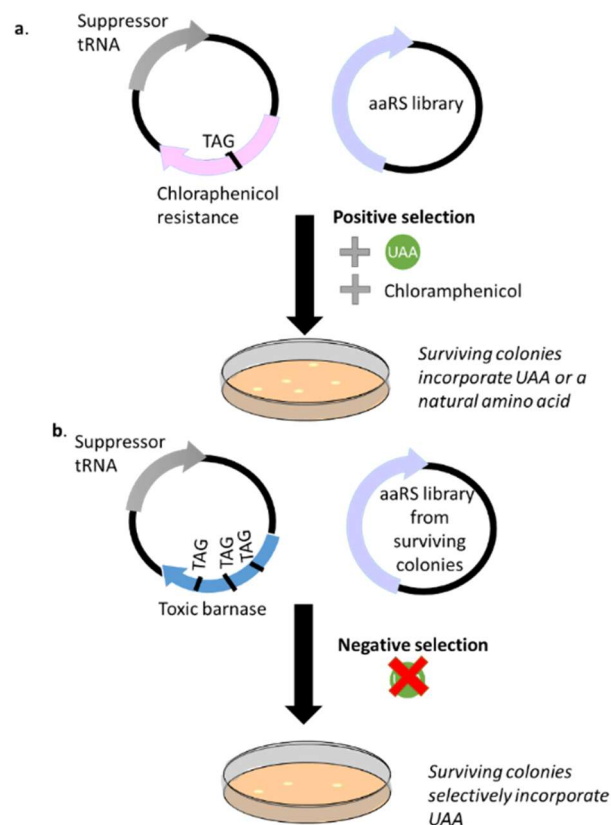 a.
Suppressor
tRNA
TAG
Chloraphenicol
resistance
aaRS library
Positive selection
UAA
Chloramphenicol
Surviving colonies
incorporate UAA or a
natural amino acid
b.
Suppressor
tRNA
TAG
TAG
TAG
Toxic barnase
aaRS library
from
surviving
colonies
Negative selection
Surviving colonies
selectively incorporate
UAA